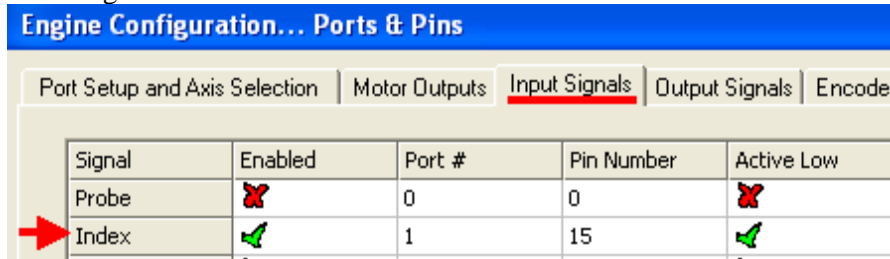 Engine Configuration... Ports & Pins
Port Setup and Axis Selection Motor Outputs Input Signals Output Signals Encode
Signal Enabled Port # Pin Number Active Low
Probe 0 0
Index 1 15